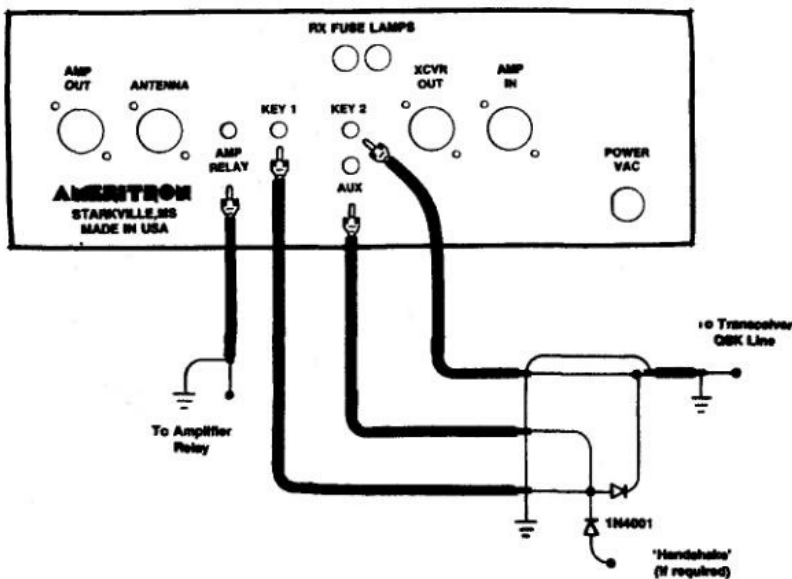 RX FUSE LAMPS
AMP
OUT
ANTENNA
KEY 1
KEY 2
XCVR
OUT
AMP
IN
AMP
RELAY
AUX
POWER
VAC
AMERITRON
STARKVILLE, MS
MADE IN USA
To Transceiver
QSK Line
To Amplifier
Relay
1N4001
'Handshake'
(if required)